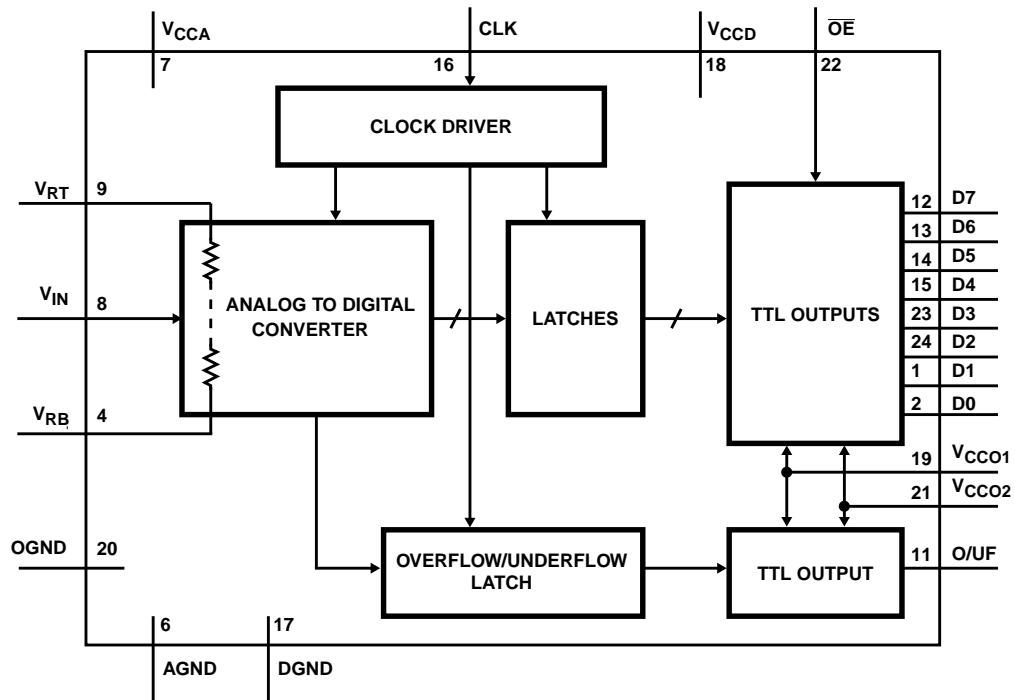 VCCA
7
CLK
16
VCCD
18
OE
22
CLOCK DRIVER
VRT
9
VIN
8
VRB
4
ANALOG TO DIGITAL
CONVERTER
LATCHES
TTL OUTPUTS
12 D7
13 D6
14 D5
15 D4
23 D3
24 D2
1 D1
2 D0
19 VCCO1
21 VCCO2
OGND
20
OVERFLOW/UNDERFLOW
LATCH
TTL OUTPUT
11 O/UF
6
AGND
17
DGND